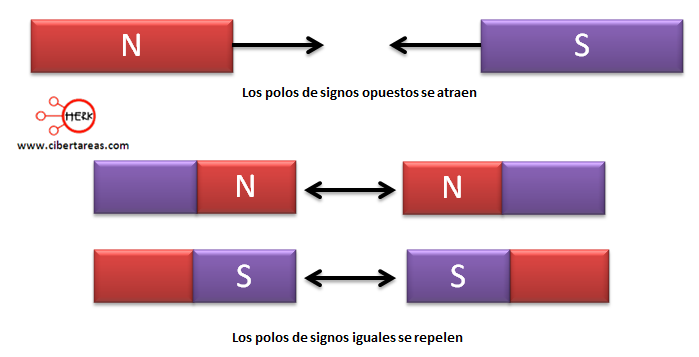 N S
Los polos de signos opuestos se atraen
HERK
www.cibertareas.com
N N
S S
Los polos de signos iguales se repelen